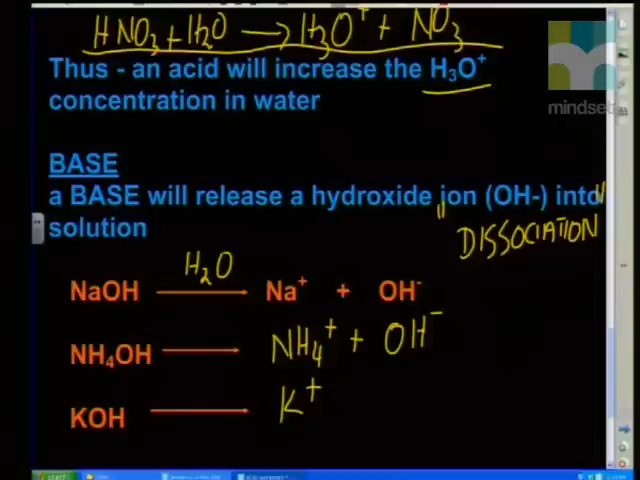 HNO3 + H2O → H3O+ + NO3
Thus - an acid will increase the H3O+
concentration in water
mindset
BASE
a BASE will release a hydroxide ion (OH-) into
solution
" DISSOCIATION "
H2O
NaOH → Na+ + OH-
NH4OH → NH4+ + OH-
KOH → K+